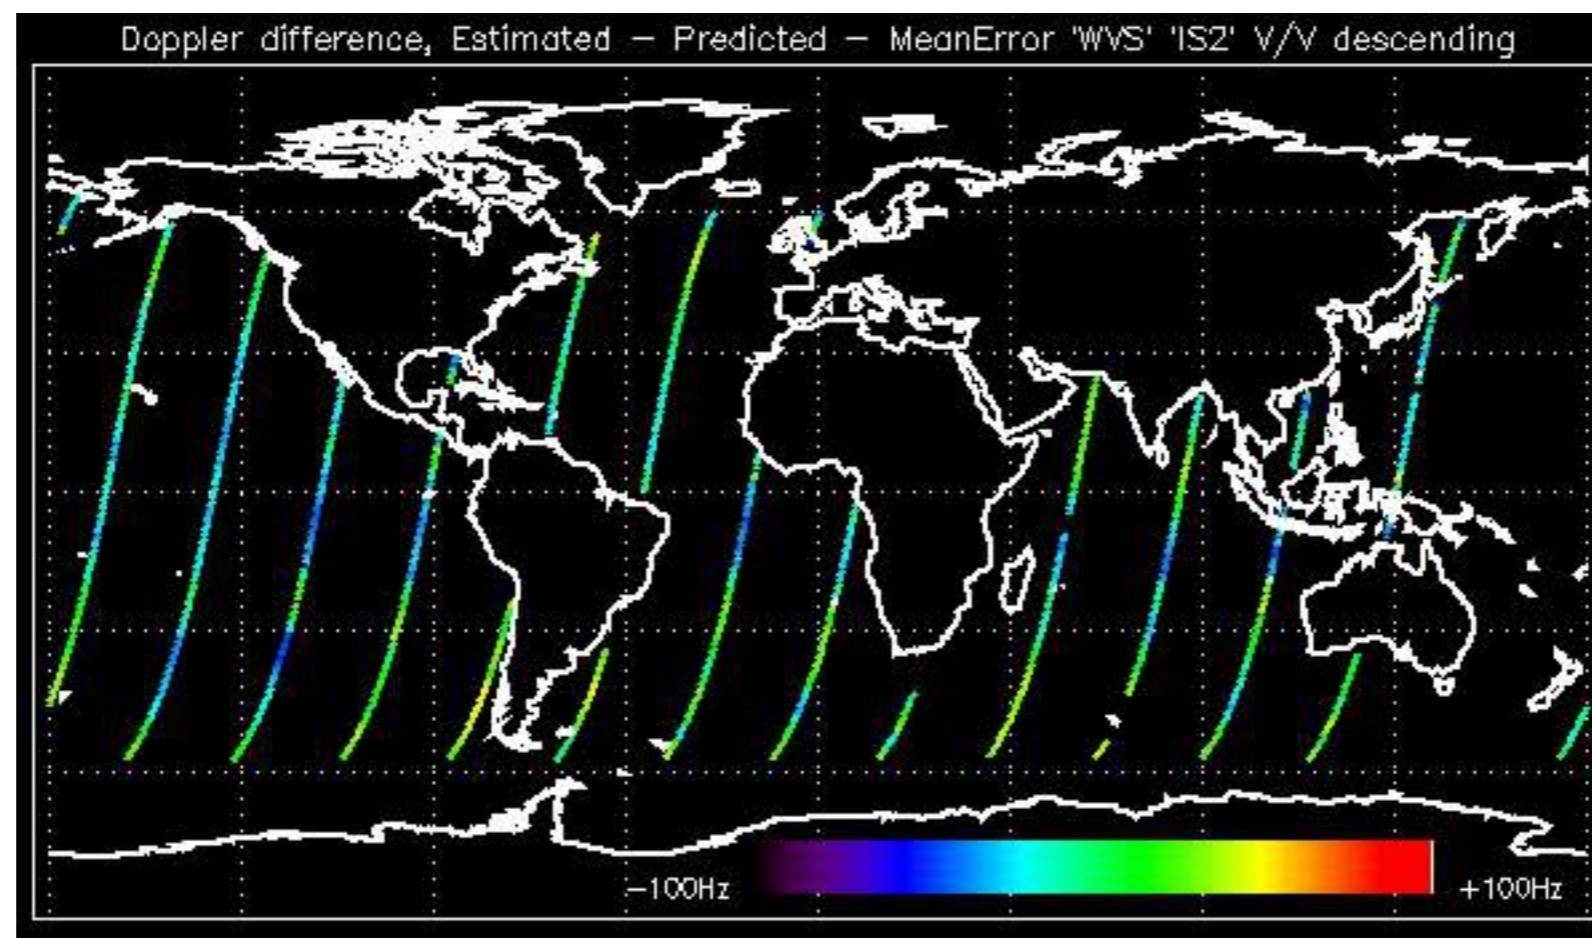 Doppler difference, Estimated – Predicted – MeanError 'WVS' 'IS2' V/V descending
–100Hz
+100Hz